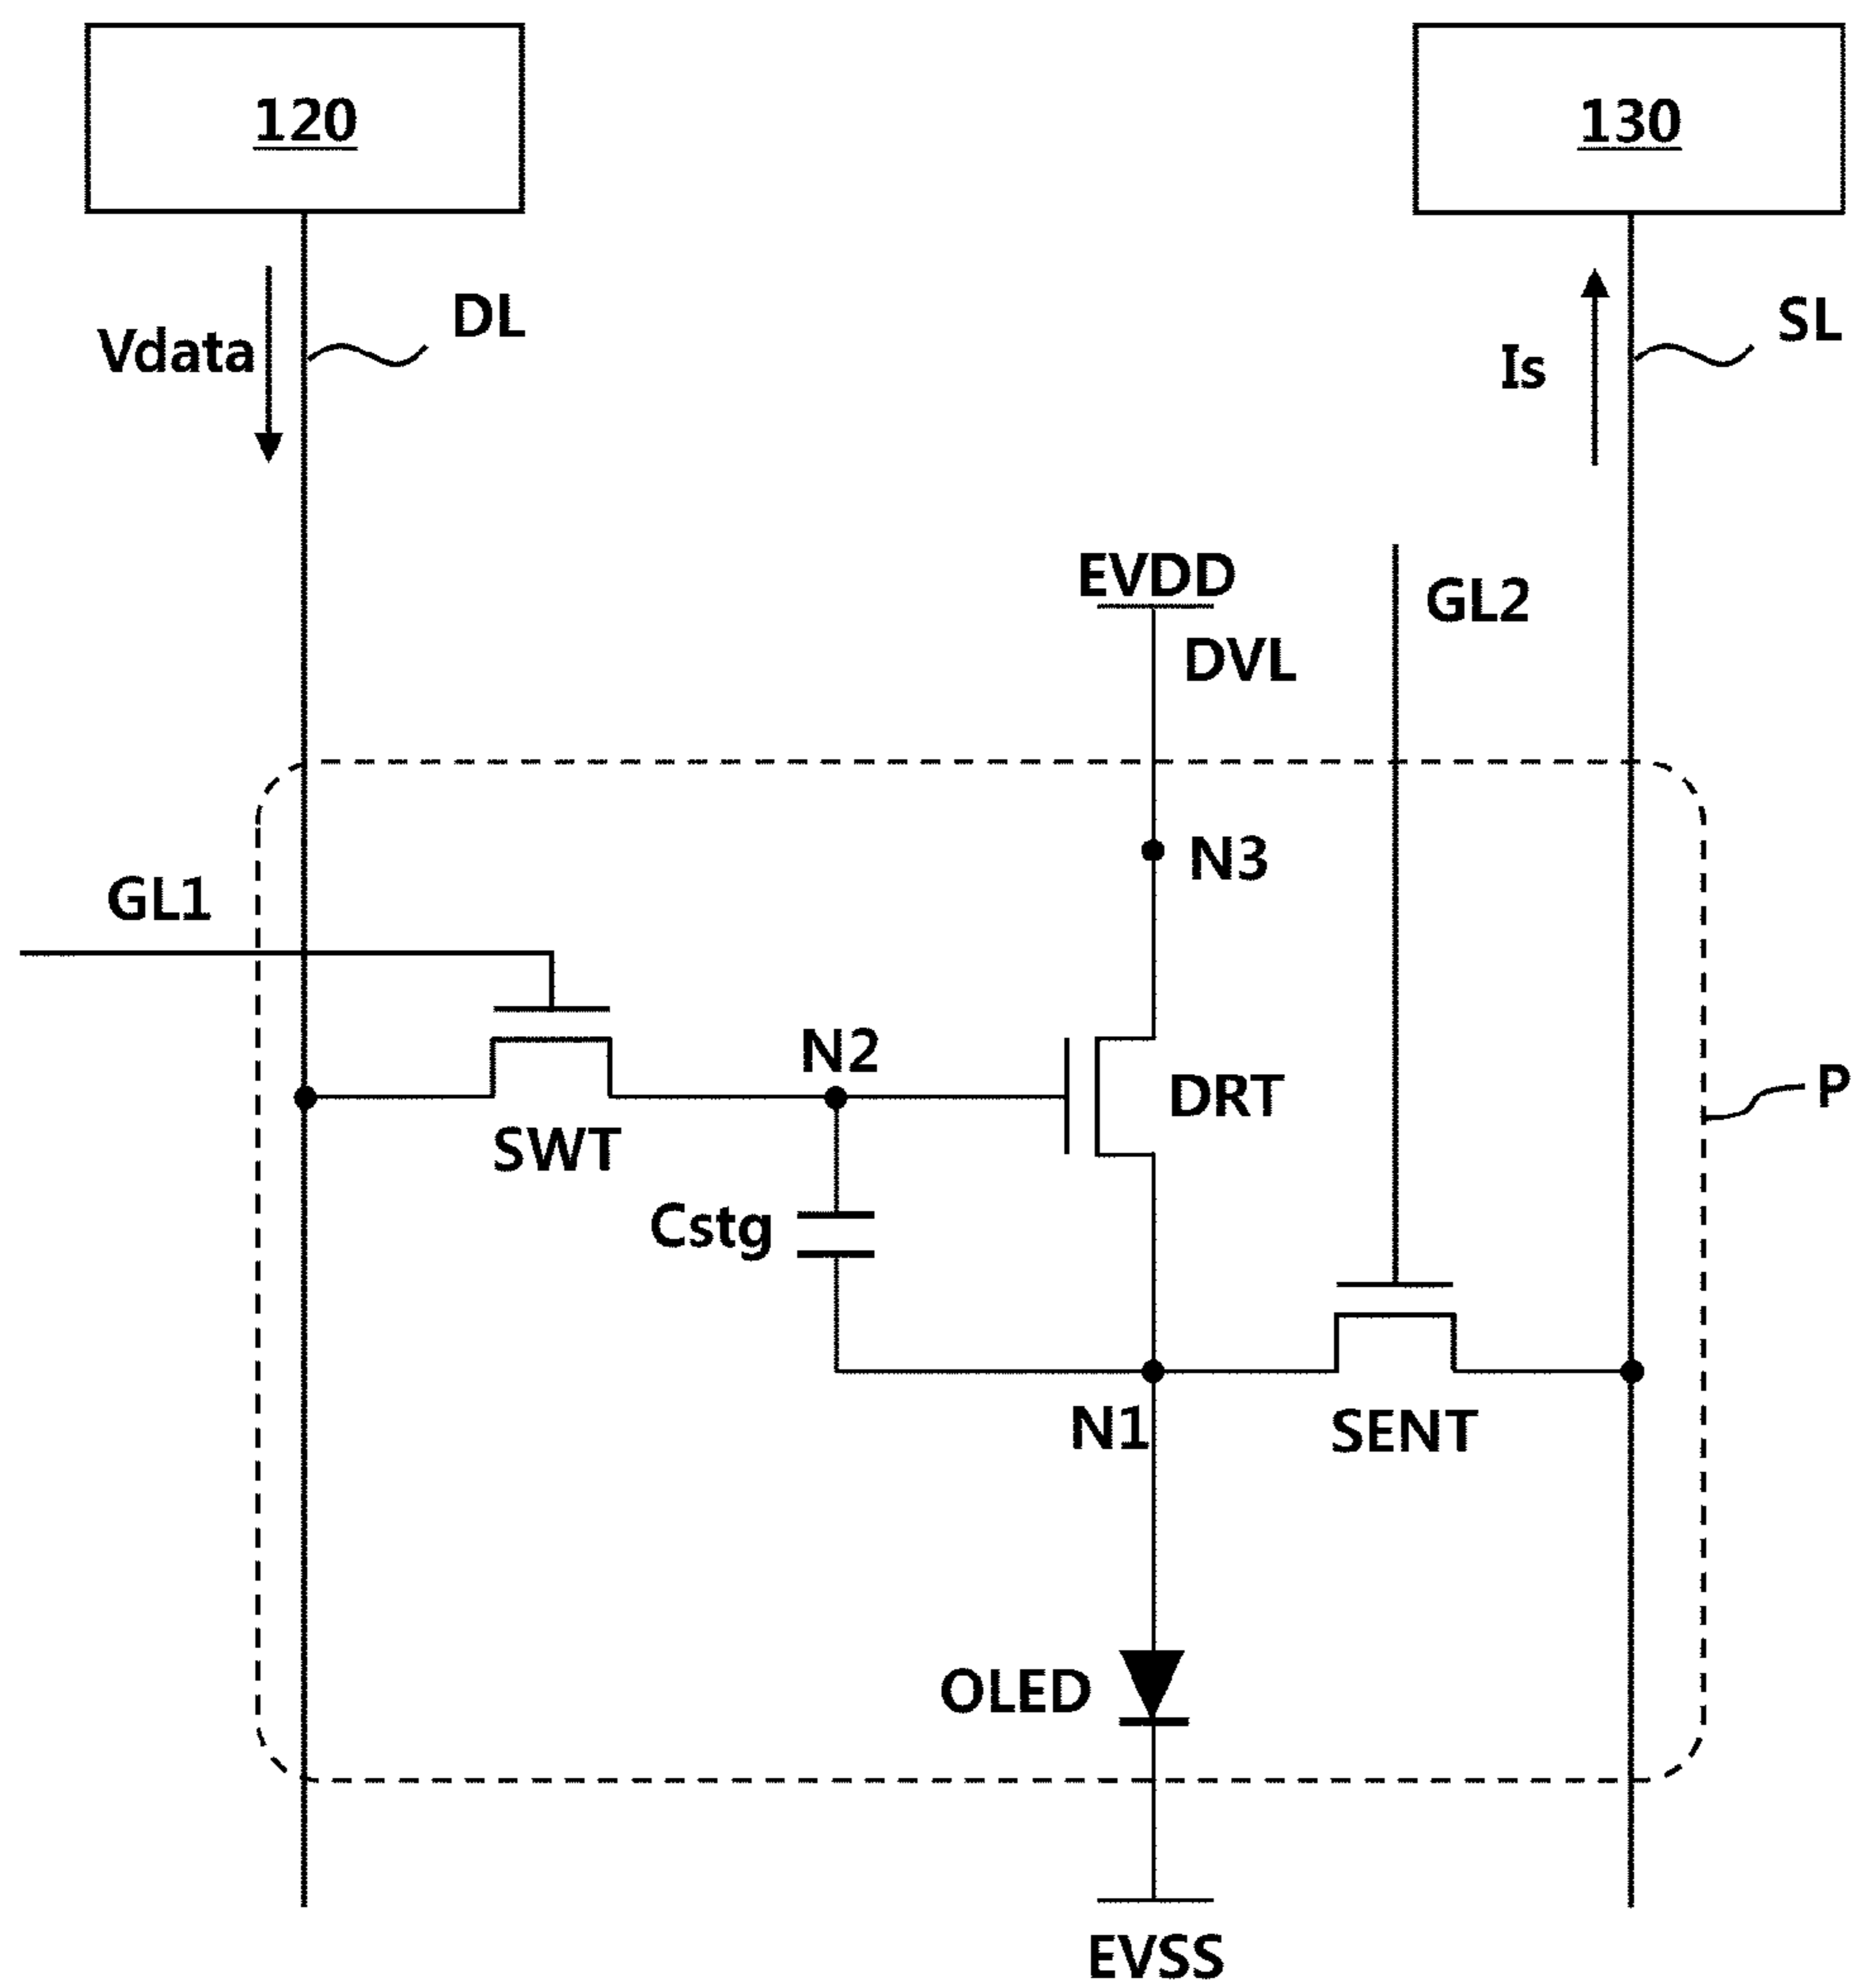 120
130
Vdata
DL
Is
SL
EVDD
DVL
GL2
N3
GL1
N2
DRT
P
SWT
Cstg
N1
SENT
OLED
EVSS